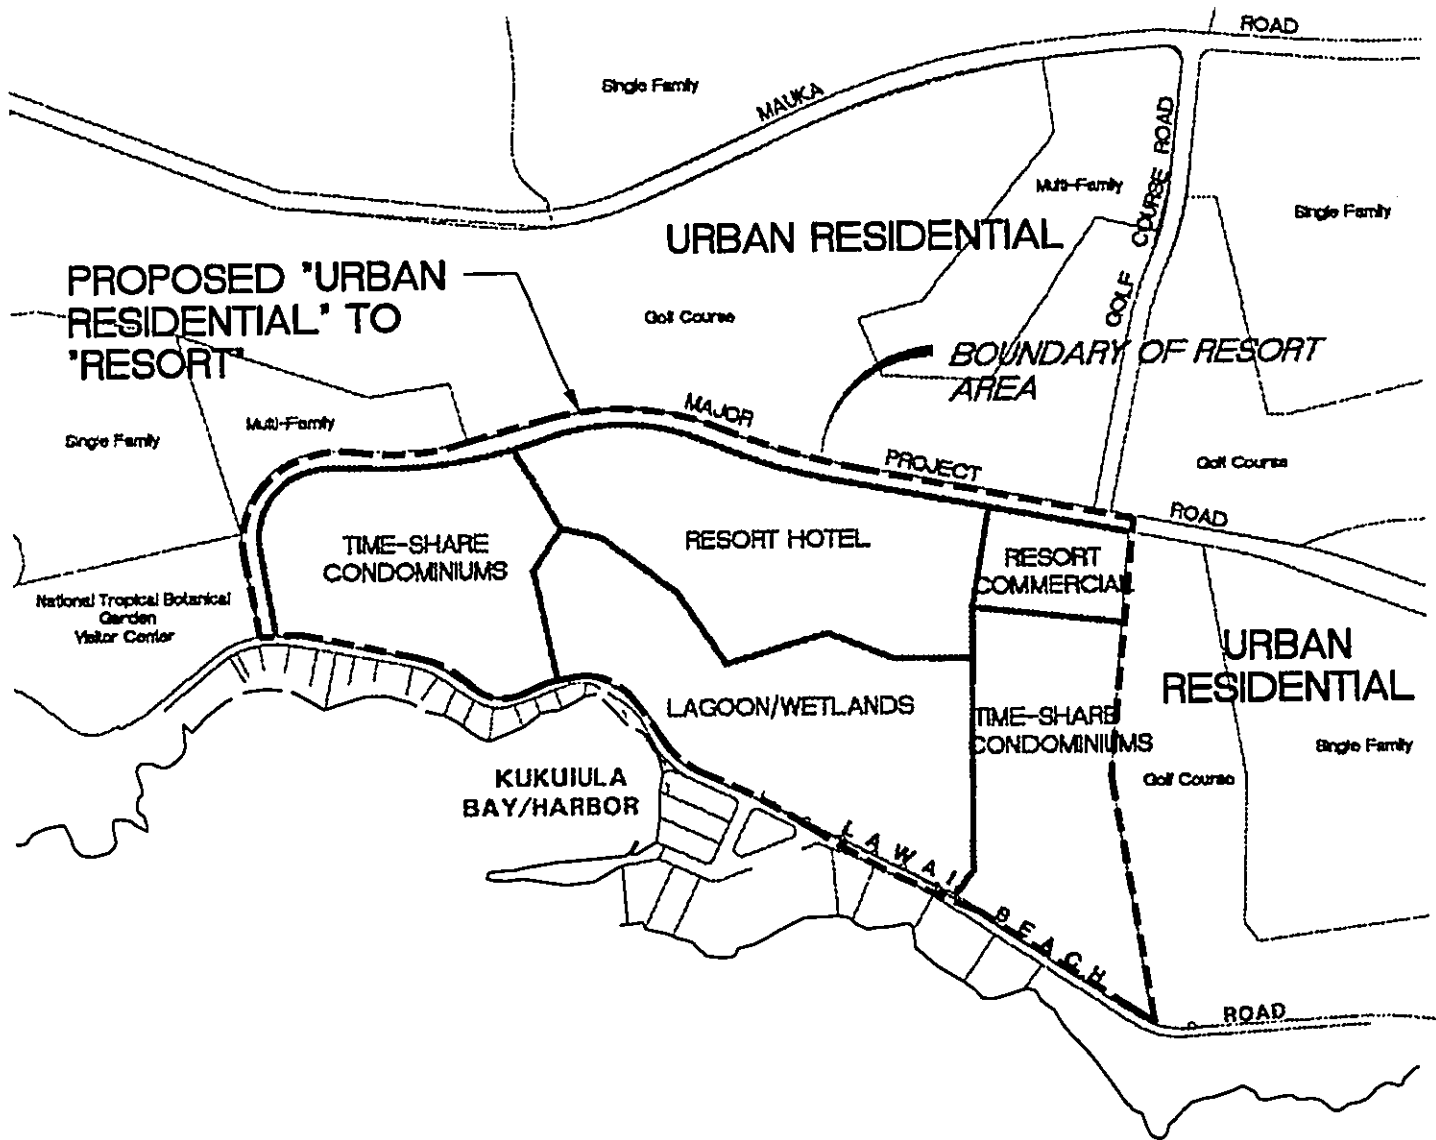 ROAD
Single Family
MAUKA
GOLF COURSE ROAD
Multi-Family
Single Family
URBAN RESIDENTIAL
PROPOSED "URBAN
RESIDENTIAL" TO
"RESORT"
Golf Course
BOUNDARY OF RESORT
AREA
MAJOR
Multi-Family
Single Family
PROJECT
Golf Course
ROAD
TIME-SHARE
CONDOMINIUMS
RESORT HOTEL
RESORT
COMMERCIAL
National Tropical Botanical
Garden
Visitor Center
URBAN
RESIDENTIAL
LAGOON/WETLANDS
TIME-SHARE
CONDOMINIUMS
Single Family
Golf Course
KUKUIULA
BAY/HARBOR
LAWAI
BEACH
ROAD